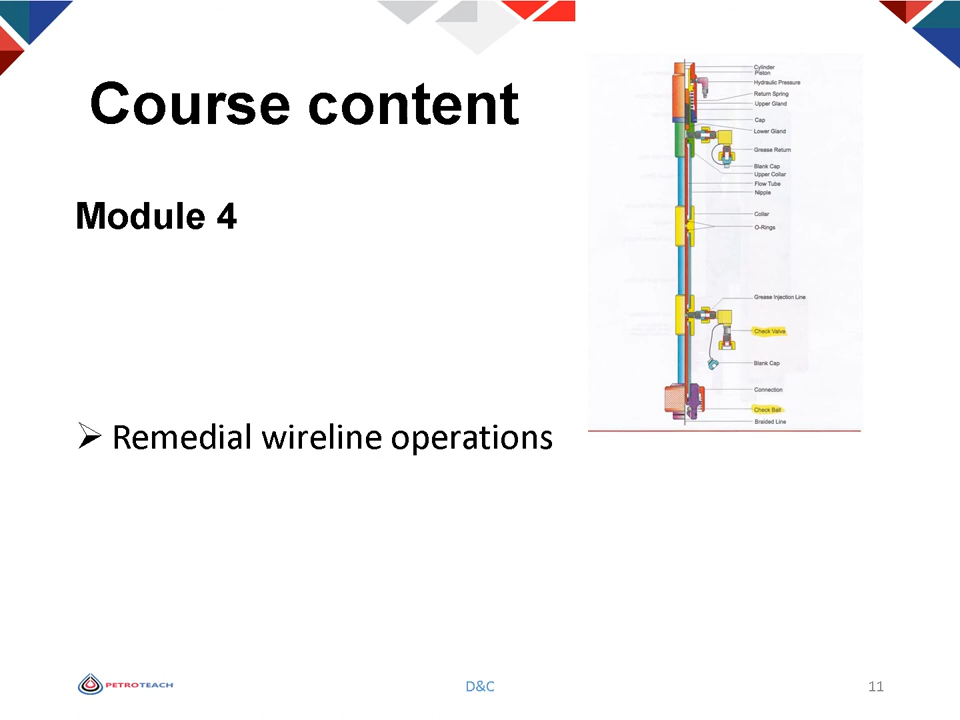 Course content
Module 4
➢ Remedial wireline operations
Cylinder
Piston
Hydraulic Pressure
Return Spring
Upper Gland
Cap
Lower Gland
Grease Return
Blank Cap
Upper Collar
Flow Tube
Nipple
Collar
O-Rings
Grease Injection Line
Check Valve
Blank Cap
Connection
Check Ball
Braided Line
PETROTEACH
D&C
11